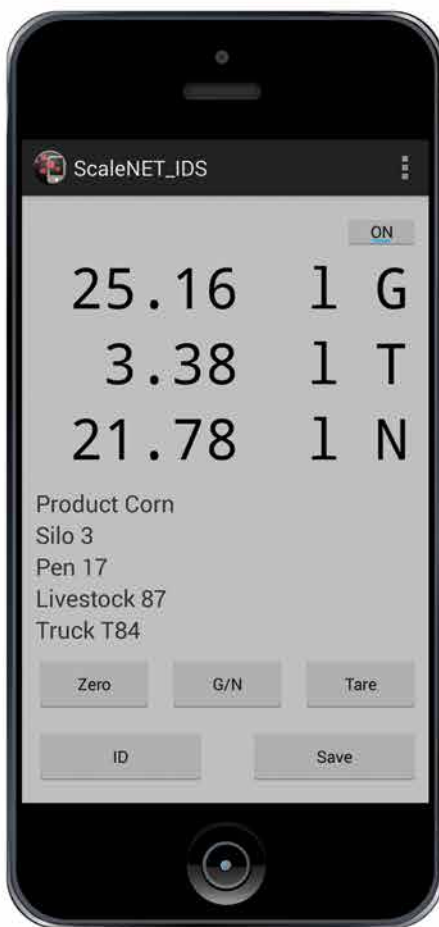 ScaleNET_IDS
ON
25.16 l G
3.38 l T
21.78 l N
Product Corn
Silo 3
Pen 17
Livestock 87
Truck T84
Zero G/N Tare
ID Save